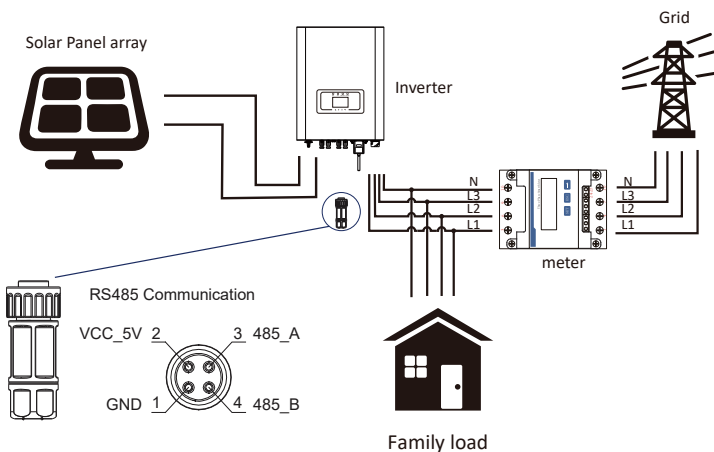 Grid
Solar Panel array
Inverter
N
L3
L2
L1
N
L3
L2
L1
meter
RS485 Communication
VCC_5V 2
3 485_A
GND 1
4 485_B
Family load